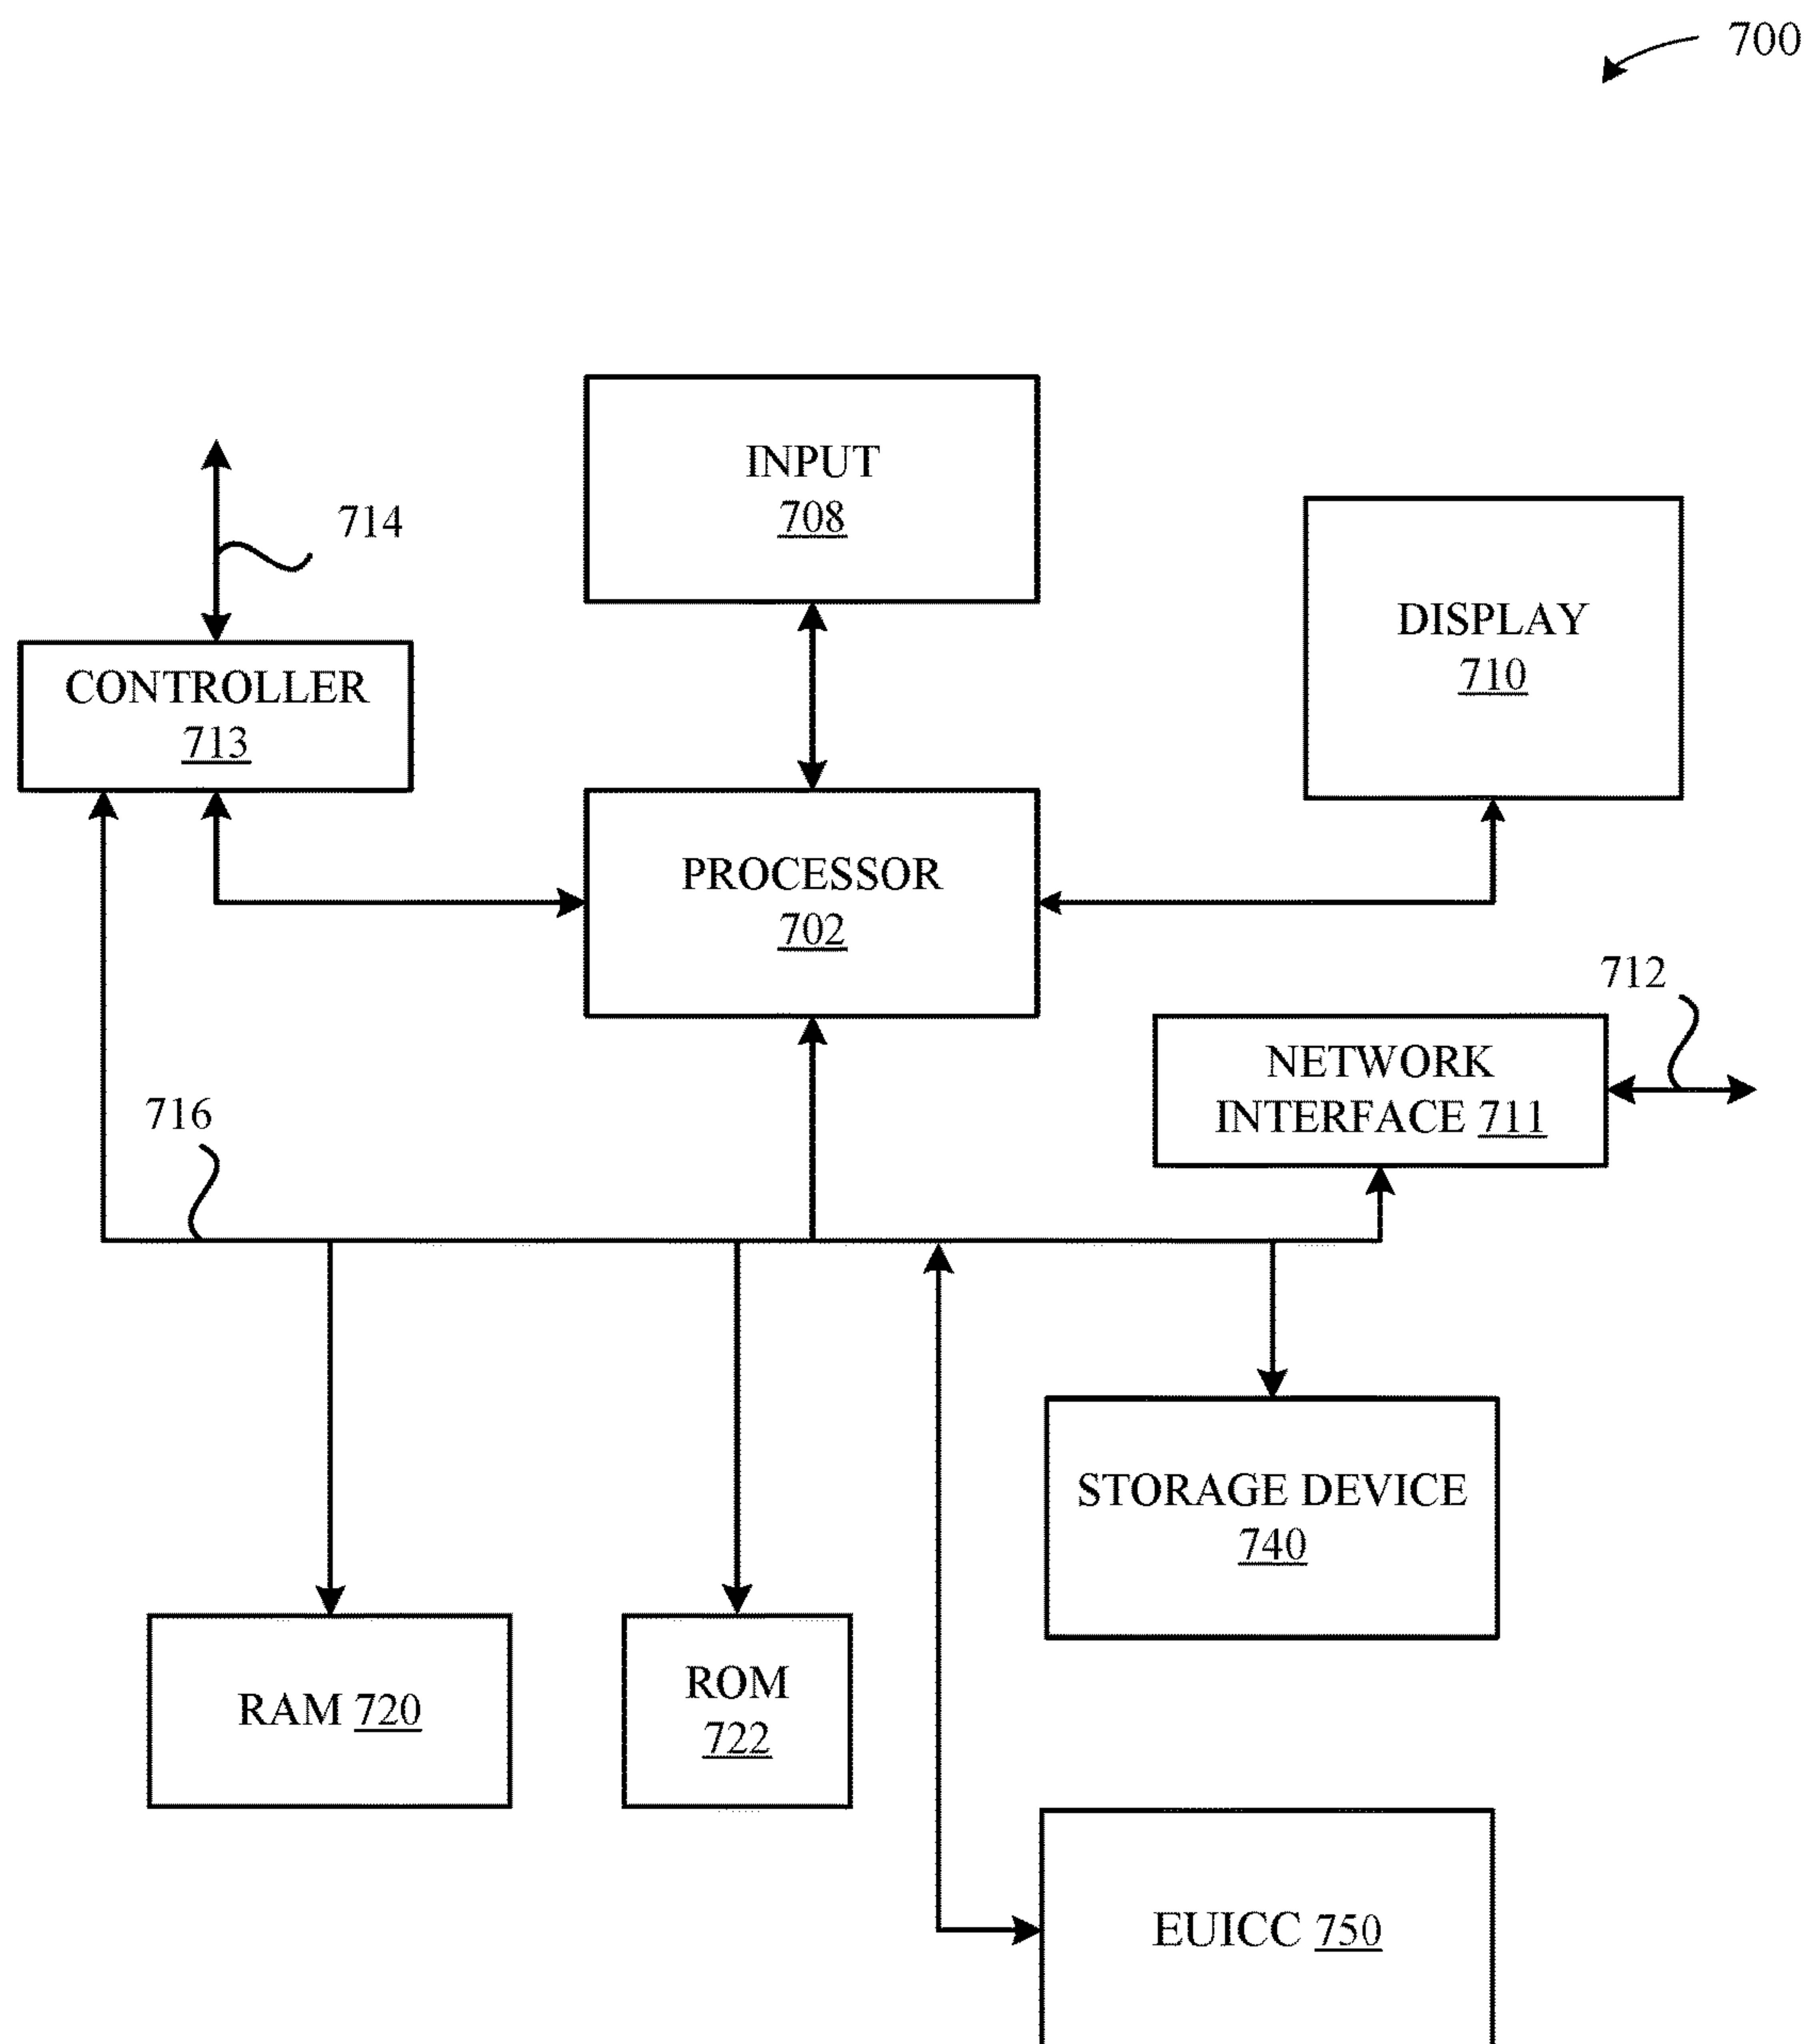 700
INPUT
708
714
DISPLAY
710
CONTROLLER
713
PROCESSOR
702
712
NETWORK
INTERFACE 711
716
STORAGE DEVICE
740
RAM 720
ROM
722
EUICC 750